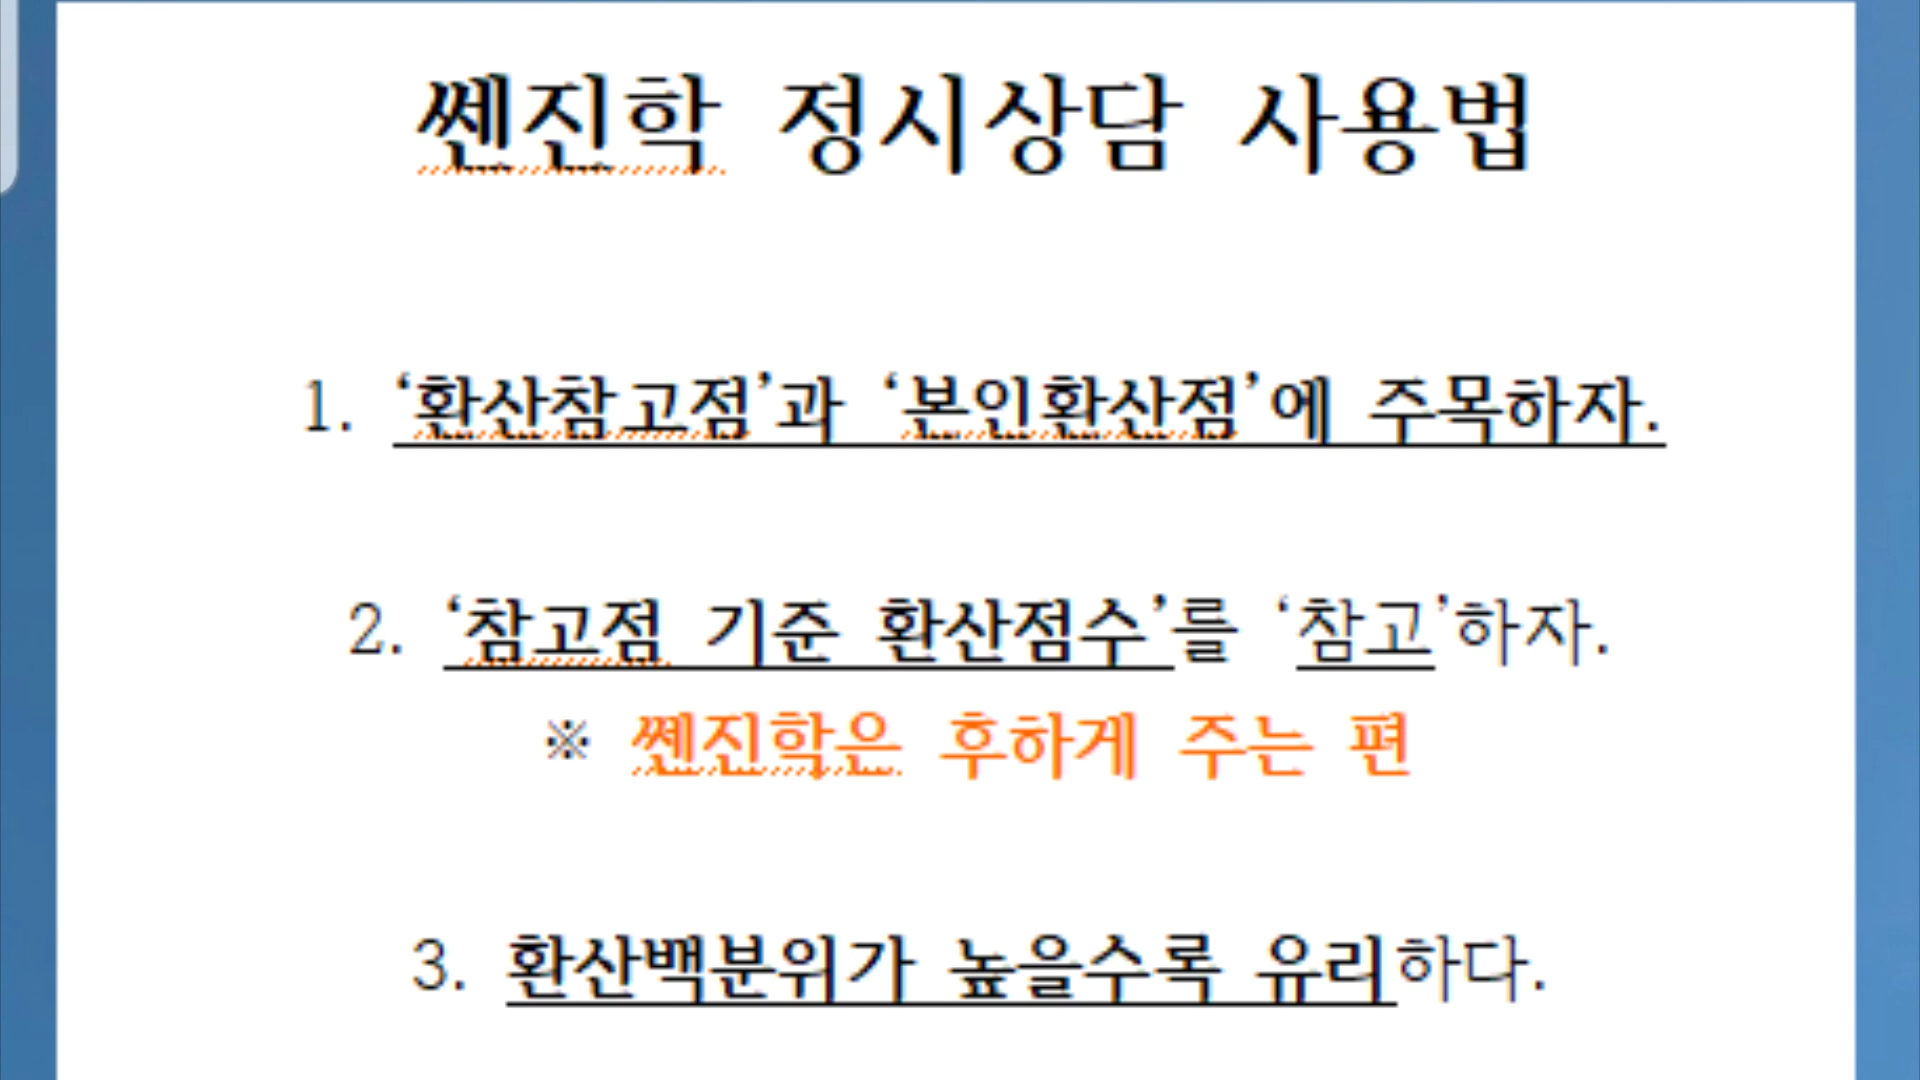 쎈진학 정시상담 사용법
1. ‘환산참고점’과 ‘본인환산점’에 주목하자.
2. ‘참고점 기준 환산점수’를 ‘참고’하자.
※ 쎈진학은 후하게 주는 편
3. 환산백분위가 높을수록 유리하다.